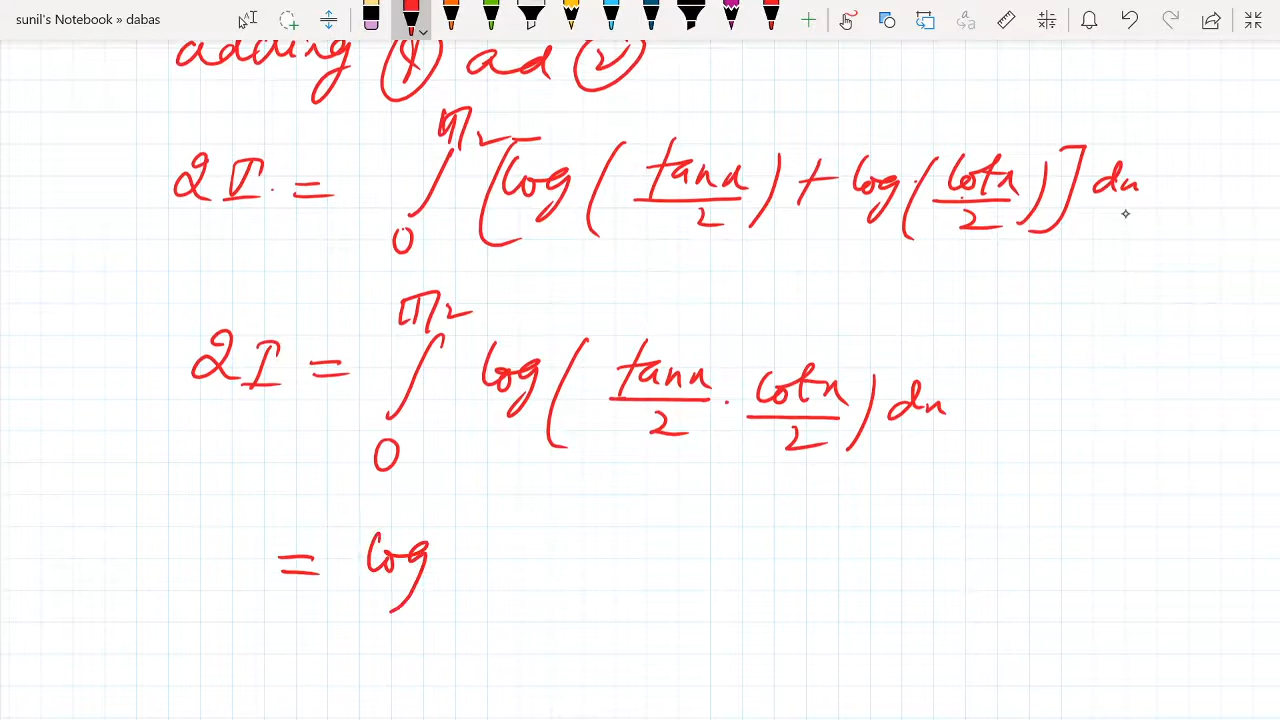 sunil's Notebook » dabas
adding ① ad ②
2I = ∫₀^{π/2} [log(tanx/2) + log(cotx/2)] dx
2I = ∫₀^{π/2} log(tanx/2 · cotx/2) dx
= log